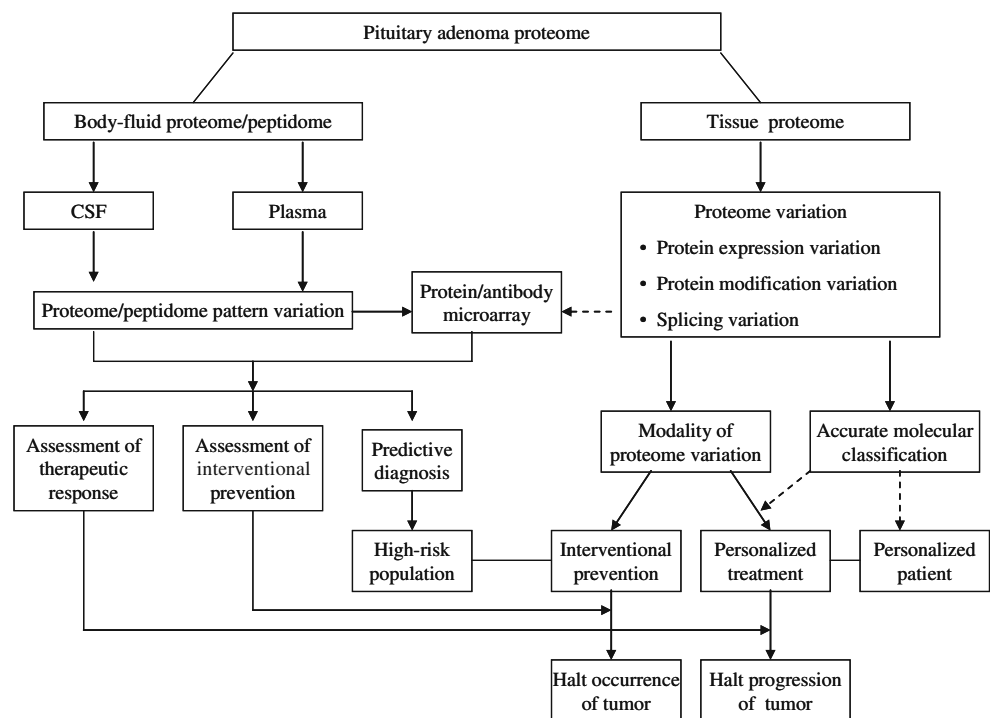 Pituitary adenoma proteome
Body-fluid proteome/peptidome
Tissue proteome
CSF
Plasma
Proteome variation
• Protein expression variation
• Protein modification variation
• Splicing variation
Proteome/peptidome pattern variation
Protein/antibody
microarray
Assessment of
therapeutic
response
Assessment of
interventional
prevention
Predictive
diagnosis
Modality of
proteome variation
Accurate molecular
classification
High-risk
population
Interventional
prevention
Personalized
treatment
Personalized
patient
Halt occurrence
of tumor
Halt progression
of tumor